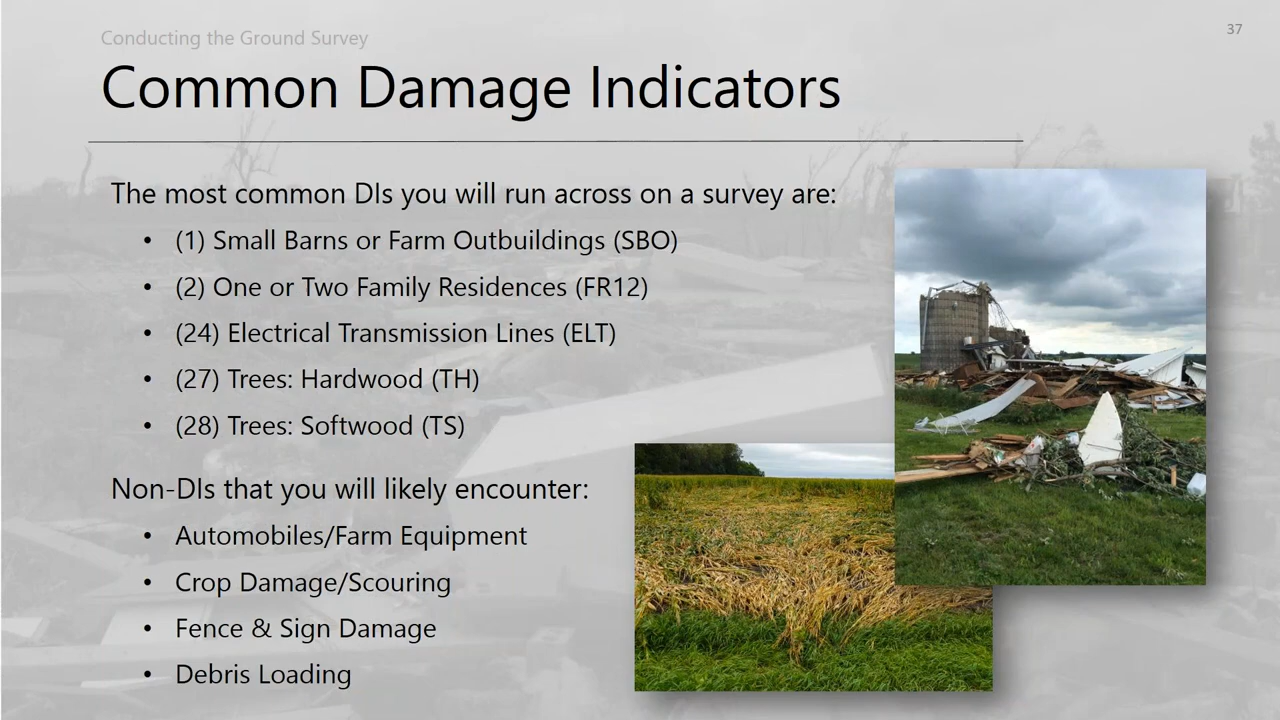 Conducting the Ground Survey
37
Common Damage Indicators
The most common DIs you will run across on a survey are:
• (1) Small Barns or Farm Outbuildings (SBO)
• (2) One or Two Family Residences (FR12)
• (24) Electrical Transmission Lines (ELT)
• (27) Trees: Hardwood (TH)
• (28) Trees: Softwood (TS)
Non-DIs that you will likely encounter:
• Automobiles/Farm Equipment
• Crop Damage/Scouring
• Fence & Sign Damage
• Debris Loading